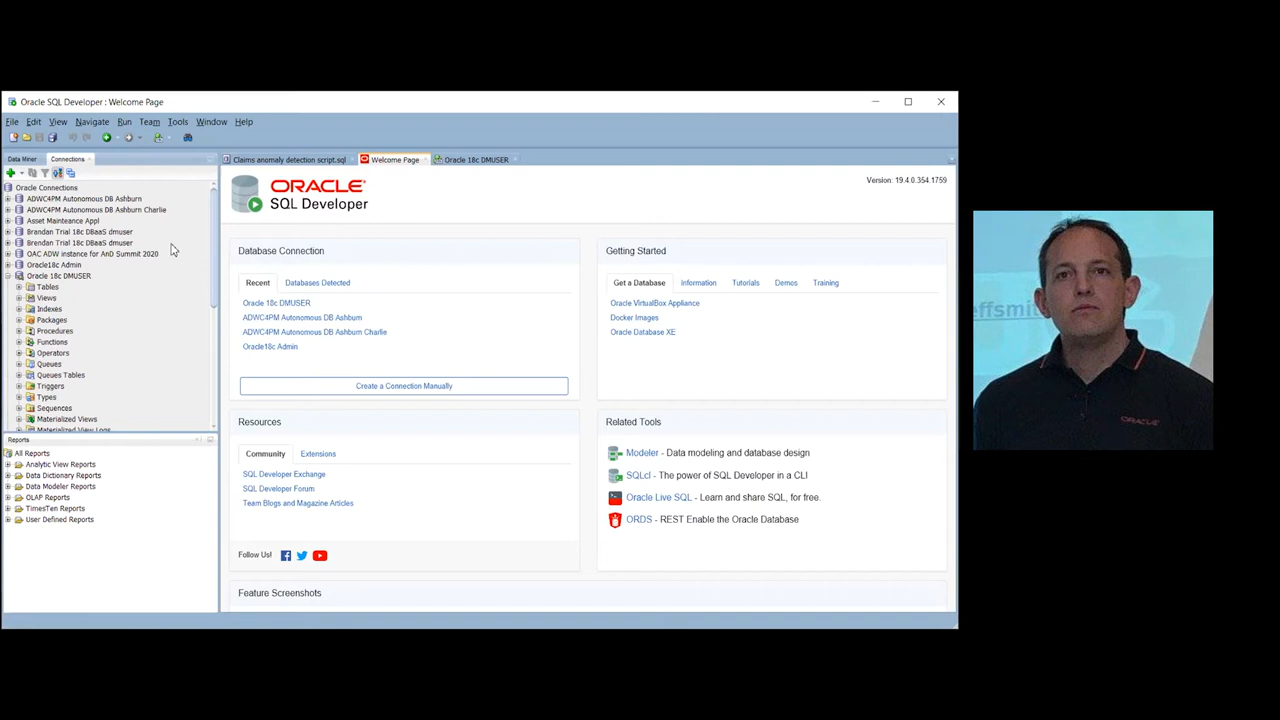 Oracle SQL Developer : Welcome Page
File Edit View Navigate Run Team Tools Window Help
Data Miner Connections
Claims anomaly detection script.sql Welcome Page Oracle 18c DMUSER
Oracle Connections
ADWC4PM Autonomous DB Ashburn
ADWC4PM Autonomous DB Ashburn Charlie
Asset Mainteance Appl
Brendan Trial 18c DBaaS dmuser
Brendan Trial 18c DBaaS dmuser
OAC ADW instance for AnD Summit 2020
Oracle18c Admin
Oracle 18c DMUSER
Tables
Views
Indexes
Packages
Procedures
Functions
Operators
Queues
Queues Tables
Triggers
Types
Sequences
Materialized Views
Materialized View Logs
Reports
All Reports
Analytic View Reports
Data Dictionary Reports
Data Modeler Reports
OLAP Reports
TimesTen Reports
User Defined Reports
ORACLE
SQL Developer
Version: 19.4.0.354.1759
Database Connection
Recent Databases Detected
Oracle 18c DMUSER
ADWC4PM Autonomous DB Ashburn
ADWC4PM Autonomous DB Ashburn Charlie
Oracle18c Admin
Create a Connection Manually
Getting Started
Get a Database Information Tutorials Demos Training
Oracle VirtualBox Appliance
Docker Images
Oracle Database XE
Resources
Community Extensions
SQL Developer Exchange
SQL Developer Forum
Team Blogs and Magazine Articles
Follow Us!
Related Tools
Modeler - Data modeling and database design
SQLcl - The power of SQL Developer in a CLI
Oracle Live SQL - Learn and share SQL, for free.
ORDS - REST Enable the Oracle Database
Feature Screenshots
effsmit
ORACLE